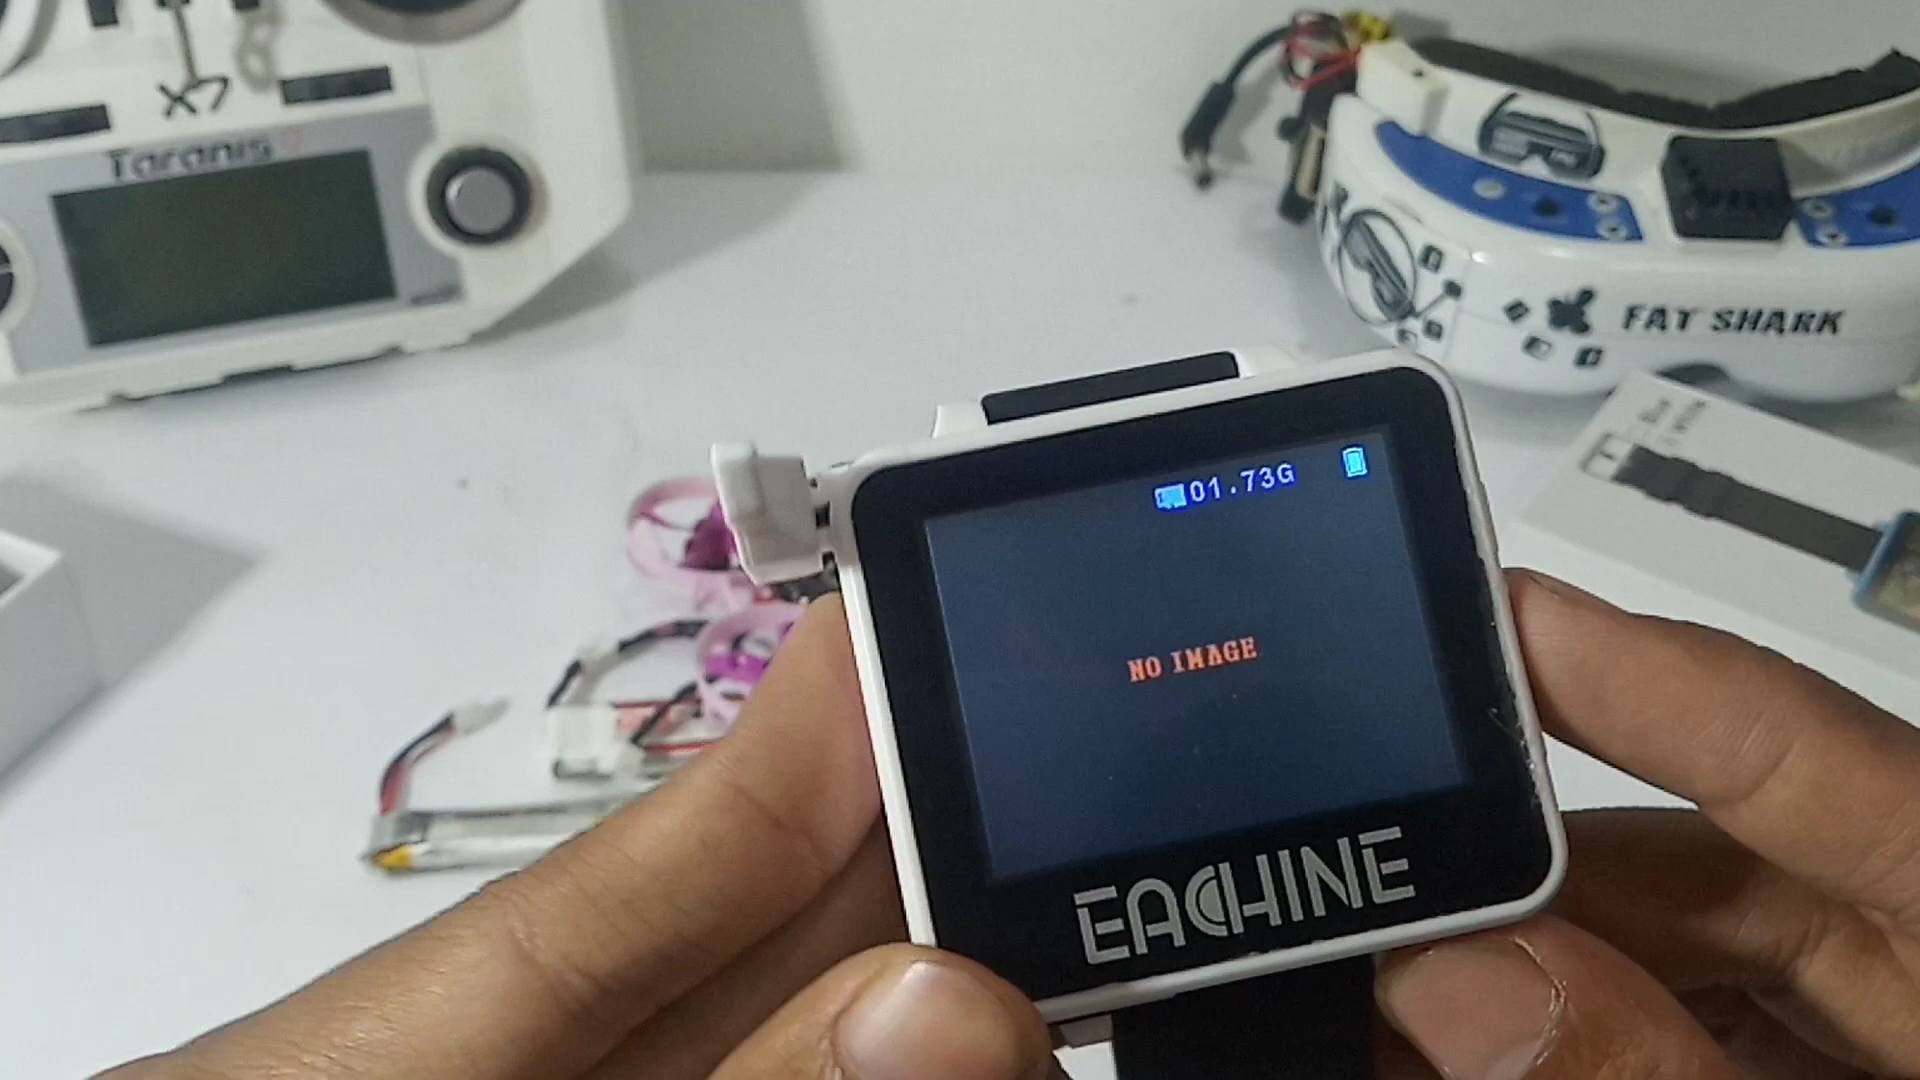 X7
Taranis
FAT SHARK
01.73G
NO IMAGE
EACHINE